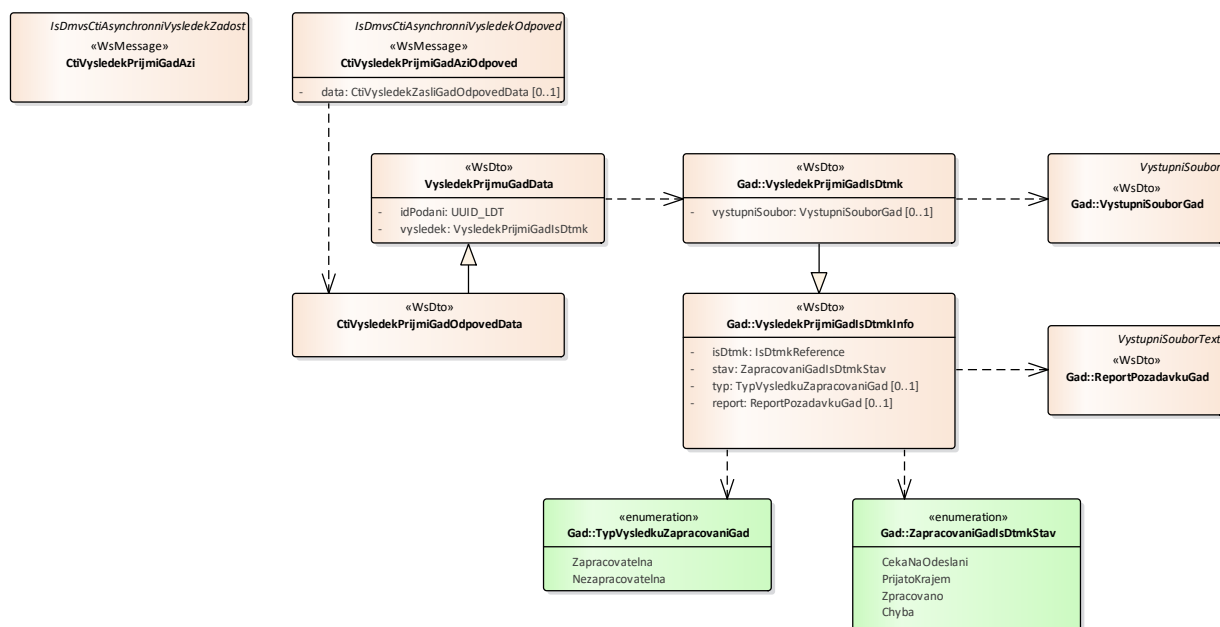 IsDmvsCtiAsynchronniVysledekZadost
«WsMessage»
CtiVysledekPrijmiGadAzi
IsDmvsCtiAsynchronniVysledekOdpoved
«WsMessage»
CtiVysledekPrijmiGadAziOdpoved
- data: CtiVysledekZasliGadOdpovedData [0..1]
«WsDto»
VysledekPrijmuGadData
- idPodani: UUID_LDT
- vysledek: VysledekPrijmiGadIsDtmk
«WsDto»
Gad::VysledekPrijmiGadIsDtmk
- vystupniSoubor: VystupniSouborGad [0..1]
VystupniSoubor
«WsDto»
Gad::VystupniSouborGad
«WsDto»
CtiVysledekPrijmiGadOdpovedData
«WsDto»
Gad::VysledekPrijmiGadIsDtmkInfo
- isDtmk: IsDtmkReference
- stav: ZapracovaniGadIsDtmkStav
- typ: TypVysledkuZapracovaniGad [0..1]
- report: ReportPozadavkuGad [0..1]
VystupniSouborText
«WsDto»
Gad::ReportPozadavkuGad
«enumeration»
Gad::TypVysledkuZapracovaniGad
Zapracovatelna
Nezapracovatelna
«enumeration»
Gad::ZapracovaniGadIsDtmkStav
CekaNaOdeslani
PrijatoKrajem
Zpracovano
Chyba